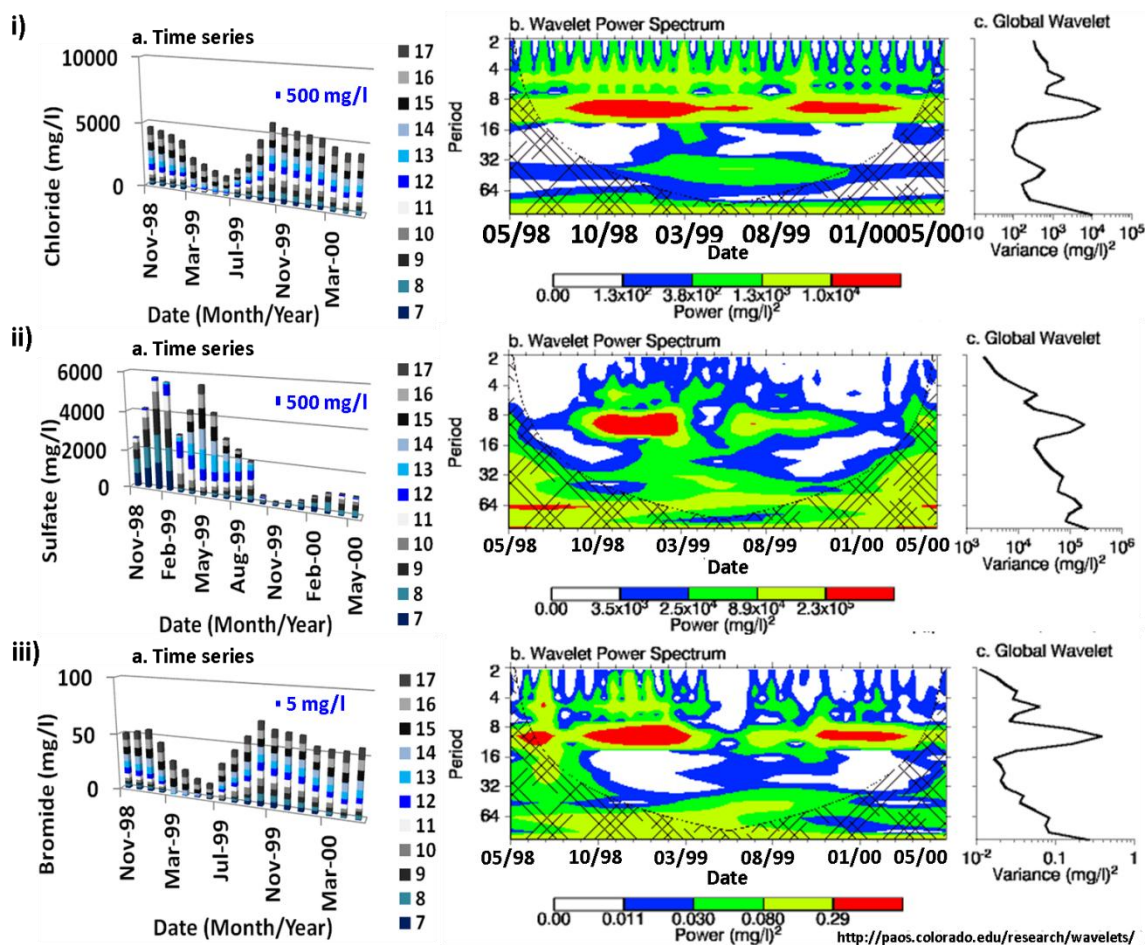 i)
a. Time series
10000
5000
0
Chloride (mg/l)
500 mg/l
Nov-98
Mar-99
Jul-99
Nov-99
Mar-00
Date (Month/Year)
17
16
15
14
13
12
11
10
9
8
7
b. Wavelet Power Spectrum
Period
2
4
8
16
32
64
05/98 10/98 03/99 08/99 01/00 05/00
Date
0.00 1.3x10² 3.8x10² 1.3x10³ 1.0x10⁴
Power (mg/l)²
c. Global Wavelet
10 10² 10³ 10⁴ 10⁵
Variance (mg/l)²
ii)
a. Time series
6000
4000
2000
0
Sulfate (mg/l)
500 mg/l
Nov-98
Feb-99
May-99
Aug-99
Nov-99
Feb-00
May-00
Date (Month/Year)
17
16
15
14
13
12
11
10
9
8
7
b. Wavelet Power Spectrum
Period
2
4
8
16
32
64
05/98 10/98 03/99 08/99 01/00 05/00
Date
0.00 3.5x10³ 2.5x10⁴ 8.9x10⁴ 2.3x10⁵
Power (mg/l)²
c. Global Wavelet
10³ 10⁴ 10⁵ 10⁶
Variance (mg/l)²
iii)
a. Time series
100
50
0
Bromide (mg/l)
5 mg/l
Nov-98
Mar-99
Jul-99
Nov-99
Mar-00
Date (Month/Year)
17
16
15
14
13
12
11
10
9
8
7
b. Wavelet Power Spectrum
Period
2
4
8
16
32
64
05/98 10/98 03/99 08/99 01/00 05/00
Date
0.00 0.011 0.030 0.080 0.29
Power (mg/l)²
c. Global Wavelet
10⁻² 0.1 1
Variance (mg/l)²
http://paos.colorado.edu/research/wavelets/